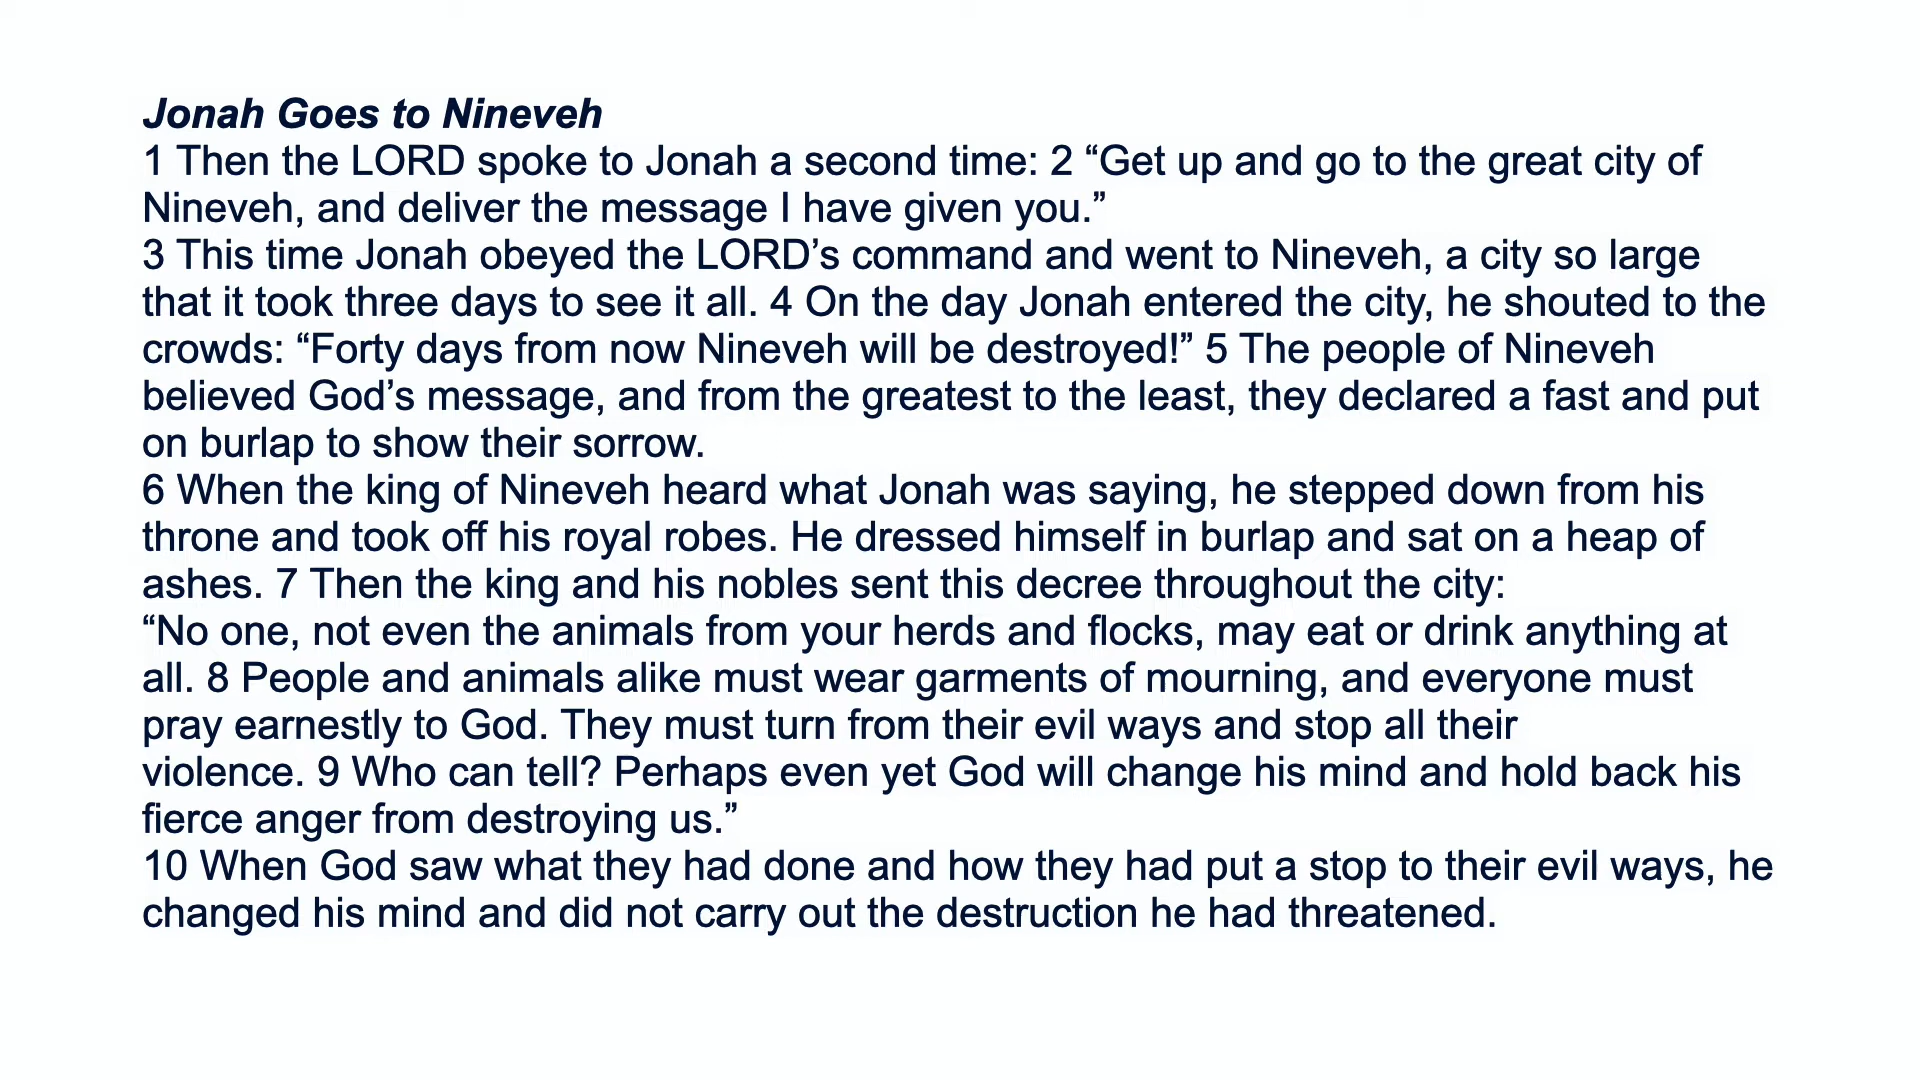 Jonah Goes to Nineveh
1 Then the LORD spoke to Jonah a second time: 2 “Get up and go to the great city of
Nineveh, and deliver the message I have given you.”
3 This time Jonah obeyed the LORD’s command and went to Nineveh, a city so large
that it took three days to see it all. 4 On the day Jonah entered the city, he shouted to the
crowds: “Forty days from now Nineveh will be destroyed!” 5 The people of Nineveh
believed God’s message, and from the greatest to the least, they declared a fast and put
on burlap to show their sorrow.
6 When the king of Nineveh heard what Jonah was saying, he stepped down from his
throne and took off his royal robes. He dressed himself in burlap and sat on a heap of
ashes. 7 Then the king and his nobles sent this decree throughout the city:
“No one, not even the animals from your herds and flocks, may eat or drink anything at
all. 8 People and animals alike must wear garments of mourning, and everyone must
pray earnestly to God. They must turn from their evil ways and stop all their
violence. 9 Who can tell? Perhaps even yet God will change his mind and hold back his
fierce anger from destroying us.”
10 When God saw what they had done and how they had put a stop to their evil ways, he
changed his mind and did not carry out the destruction he had threatened.